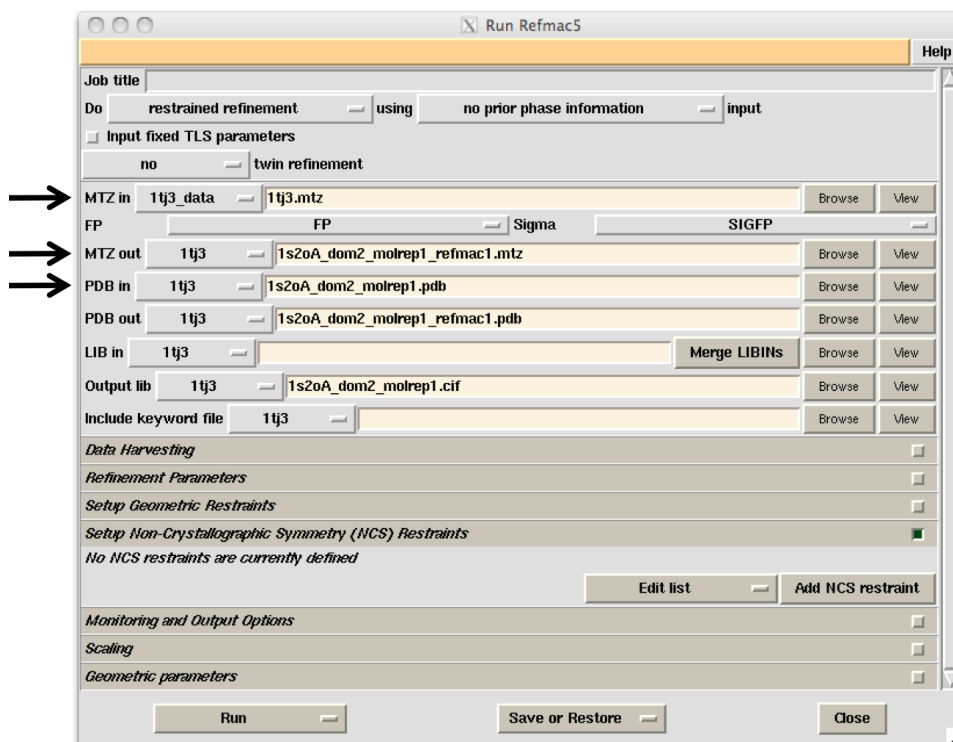 X Run Refmac5
Help
Job title
Do restrained refinement using no prior phase information input
Input fixed TLS parameters
no twin refinement
MTZ in 1tj3_data 1tj3.mtz Browse View
FP FP Sigma SIGFP
MTZ out 1tj3 1s2oA_dom2_molrep1_refmac1.mtz Browse View
PDB in 1tj3 1s2oA_dom2_molrep1.pdb Browse View
PDB out 1tj3 1s2oA_dom2_molrep1_refmac1.pdb Browse View
LIB in 1tj3 Merge LIBINs Browse View
Output lib 1tj3 1s2oA_dom2_molrep1.cif Browse View
Include keyword file 1tj3 Browse View
Data Harvesting
Refinement Parameters
Setup Geometric Restraints
Setup Non-Crystallographic Symmetry (NCS) Restraints
No NCS restraints are currently defined
Edit list Add NCS restraint
Monitoring and Output Options
Scaling
Geometric parameters
Run Save or Restore Close